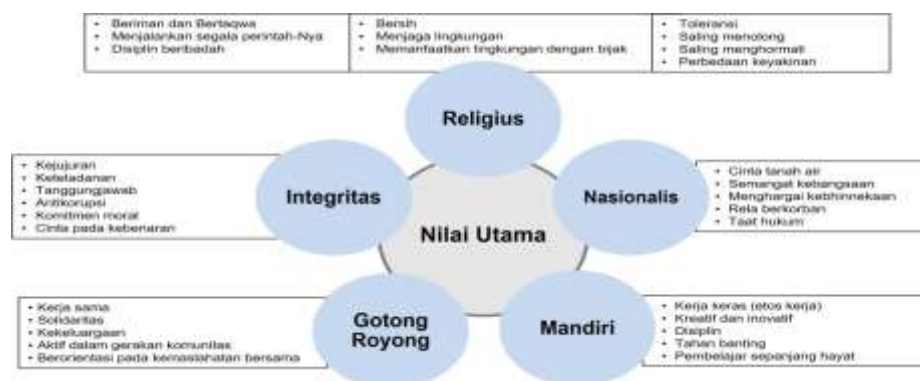 • Beriman dan Bertaqwa
• Menjalankan segala perintah-Nya
• Disiplin beribadah
• Bersih
• Menjaga lingkungan
• Memanfaatkan lingkungan dengan bijak
• Toleransi
• Saling menolong
• Saling menghormati
• Perbedaan keyakinan
Religius
• Kejujuran
• Keteladanan
• Tanggungjawab
• Antikorupsi
• Komitmen moral
• Cinta pada kebenaran
Integritas
Nasionalis
• Cinta tanah air
• Semangat kebangsaan
• Menghargai kebhinnekaan
• Rela berkorban
• Taat hukum
Nilai Utama
• Kerja sama
• Solidaritas
• Kekeluargaan
• Aktif dalam gerakan komunitas
• Berorientasi pada kemaslahatan bersama
Gotong
Royong
Mandiri
• Kerja keras (etos kerja)
• Kreatif dan inovatif
• Disiplin
• Tahan banting
• Pembelajar sepanjang hayat